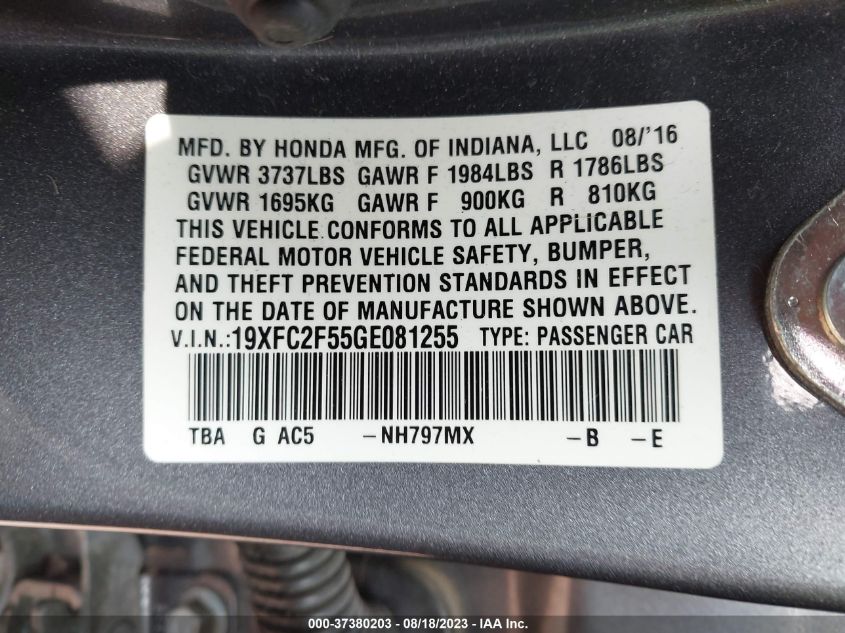 MFD. BY HONDA MFG. OF INDIANA, LLC 08/'16
GVWR 3737LBS GAWR F 1984LBS R 1786LBS
GVWR 1695KG GAWR F 900KG R 810KG
THIS VEHICLE CONFORMS TO ALL APPLICABLE
FEDERAL MOTOR VEHICLE SAFETY, BUMPER,
AND THEFT PREVENTION STANDARDS IN EFFECT
ON THE DATE OF MANUFACTURE SHOWN ABOVE.
V.I.N.:19XFC2F55GE081255 TYPE: PASSENGER CAR
TBA G AC5 -NH797MX -B -E
000-37380203 - 08/18/2023 - IAA Inc.